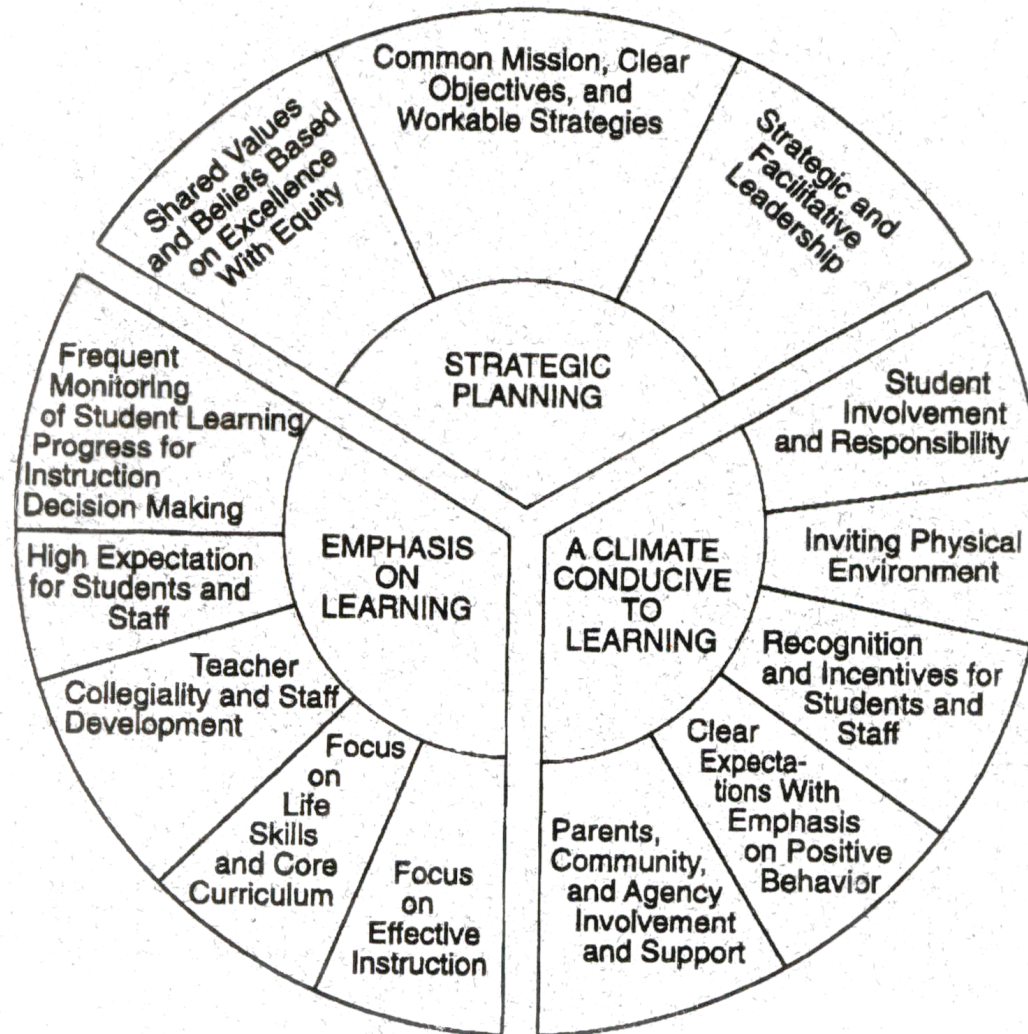 Shared Values
and Beliefs Based
on Excellence
With Equity
Common Mission, Clear
Objectives, and
Workable Strategies
Strategic and
Facilitative
Leadership
STRATEGIC
PLANNING
Frequent
Monitoring
of Student Learning
Progress for
Instruction
Decision Making
High Expectation
for Students and
Staff
Teacher
Collegiality and Staff
Development
Focus
on
Life
Skills
and Core
Curriculum
Focus
on
Effective
Instruction
EMPHASIS
ON
LEARNING
A CLIMATE
CONDUCIVE
TO
LEARNING
Student
Involvement
and Responsibility
Inviting Physical
Environment
Recognition
and Incentives for
Students and
Staff
Clear
Expecta-
tions With
Emphasis
on Positive
Behavior
Parents,
Community,
and Agency
Involvement
and Support